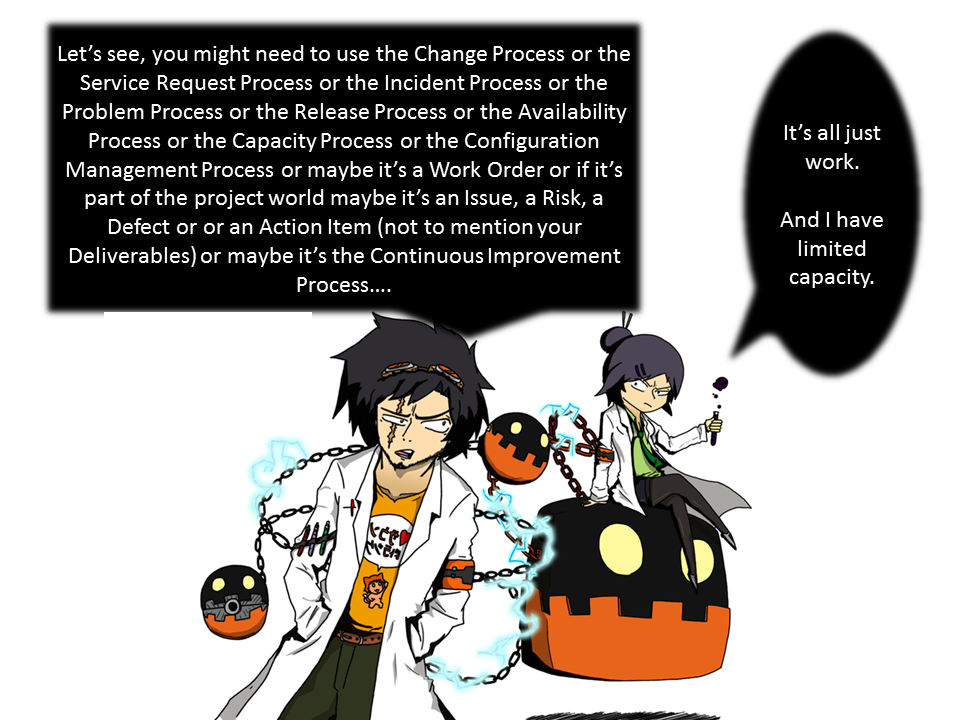 Let’s see, you might need to use the Change Process or the
Service Request Process or the Incident Process or the
Problem Process or the Release Process or the Availability
Process or the Capacity Process or the Configuration
Management Process or maybe it’s a Work Order or if it’s
part of the project world maybe it’s an Issue, a Risk, a
Defect or or an Action Item (not to mention your
Deliverables) or maybe it’s the Continuous Improvement
Process….
It’s all just
work.
And I have
limited
capacity.